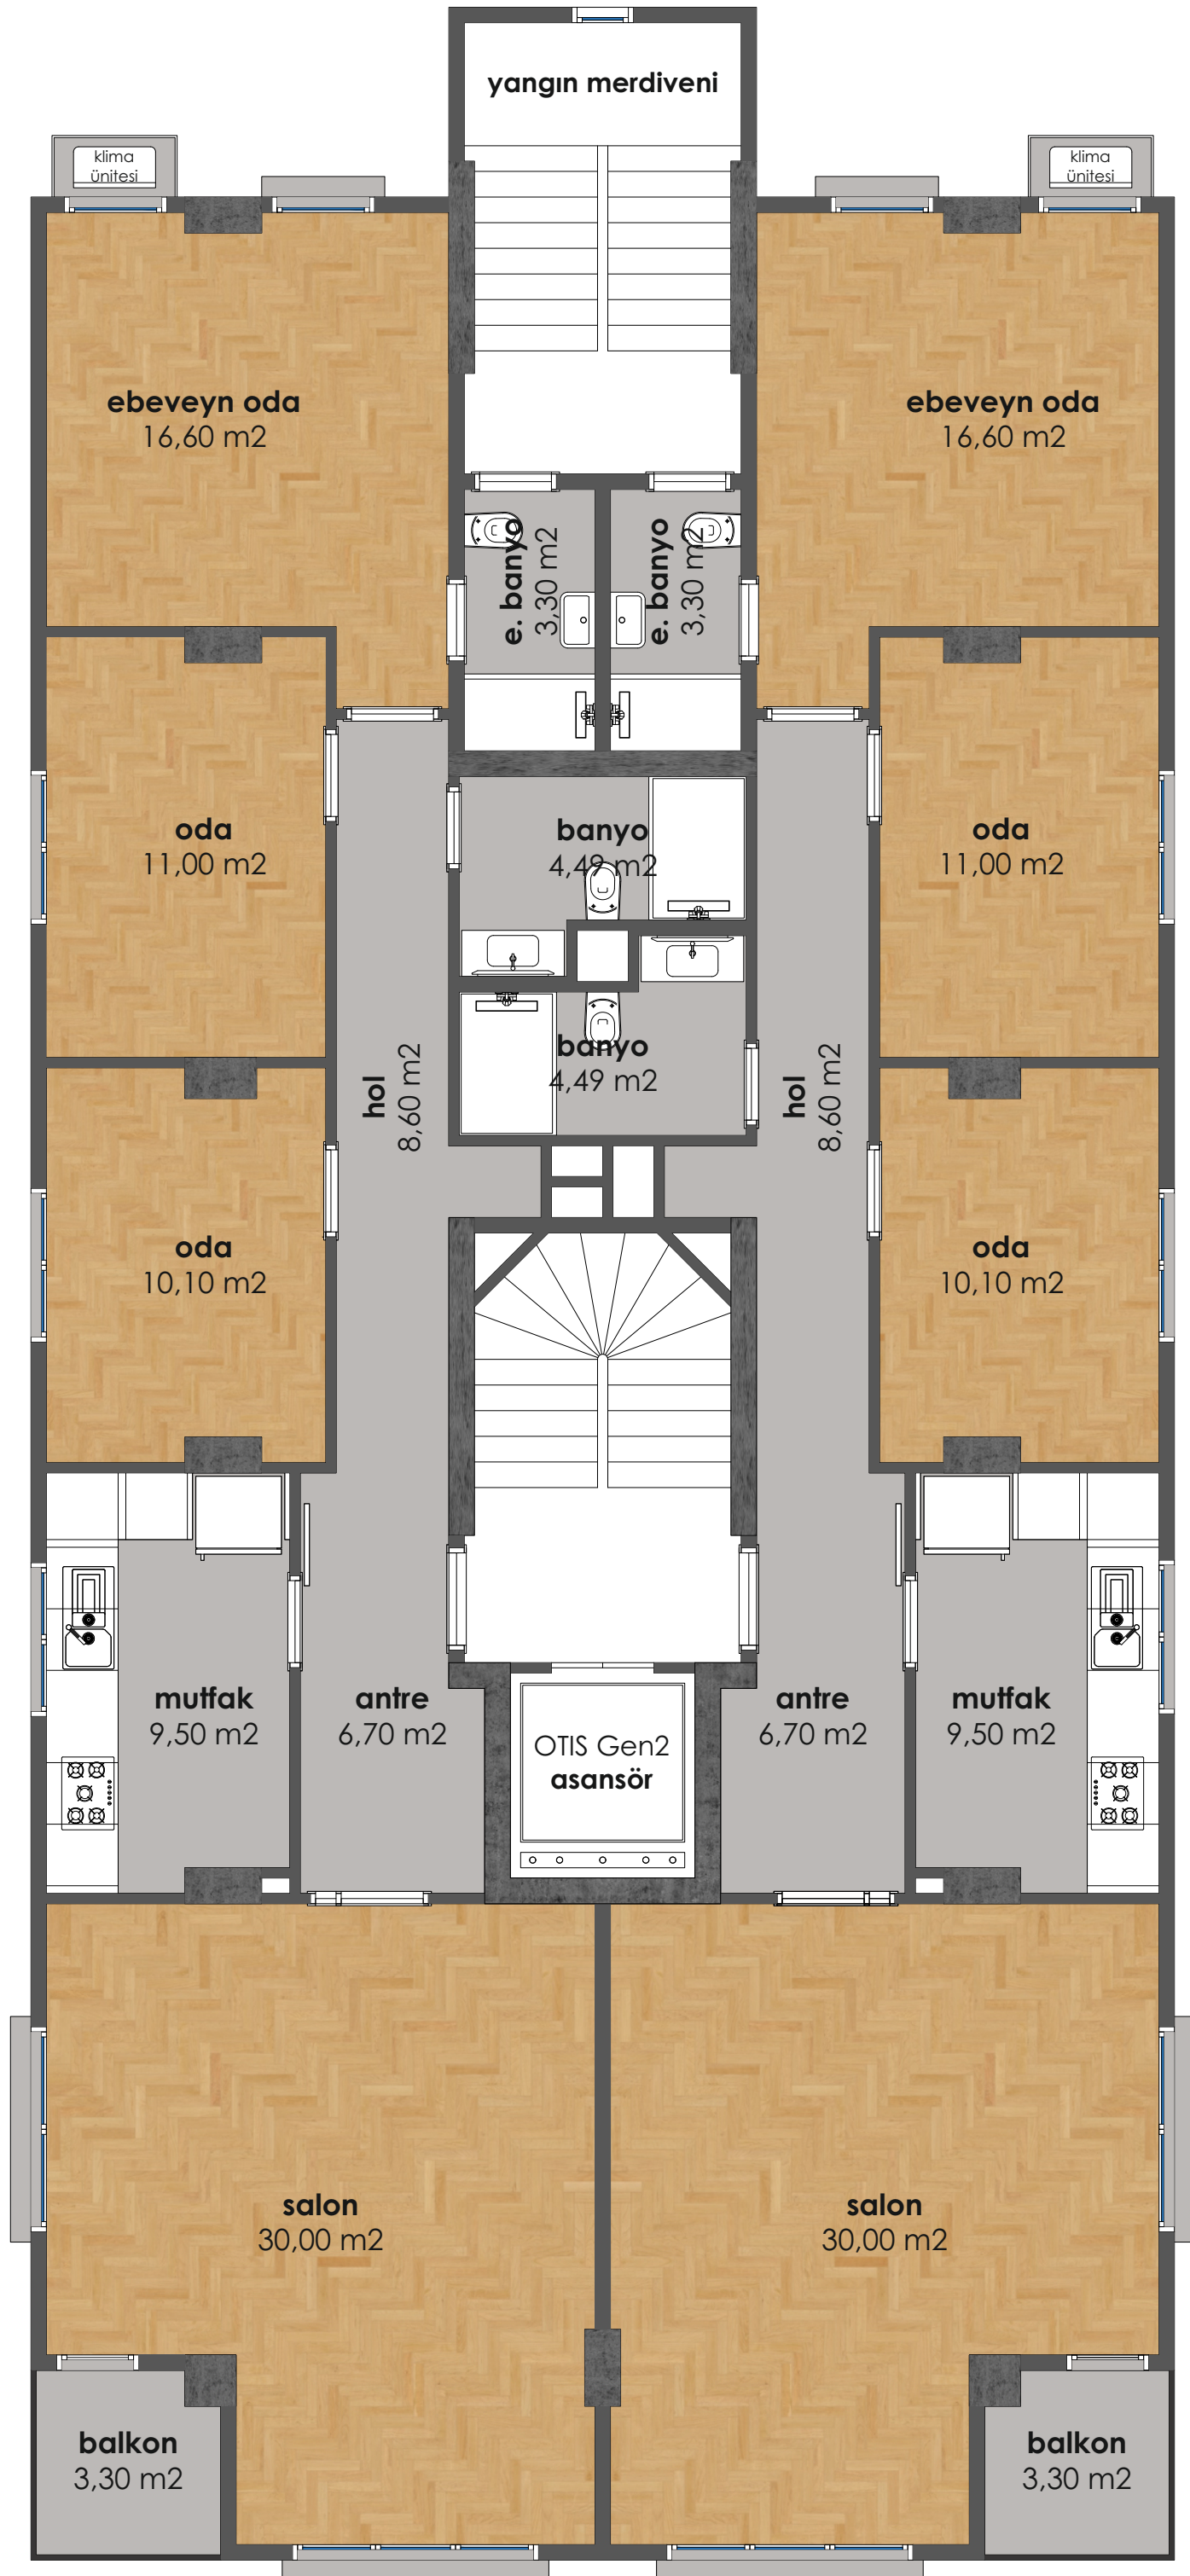 yangın merdiveni
klima
ünitesi
klima
ünitesi
ebeveyn oda
16,60 m2
ebeveyn oda
16,60 m2
e. banyo
3,30 m2
e. banyo
3,30 m2
oda
11,00 m2
banyo
4,49 m2
oda
11,00 m2
banyo
4,49 m2
hol
8,60 m2
hol
8,60 m2
oda
10,10 m2
oda
10,10 m2
mutfak
9,50 m2
antre
6,70 m2
OTIS Gen2
asansör
antre
6,70 m2
mutfak
9,50 m2
salon
30,00 m2
salon
30,00 m2
balkon
3,30 m2
balkon
3,30 m2